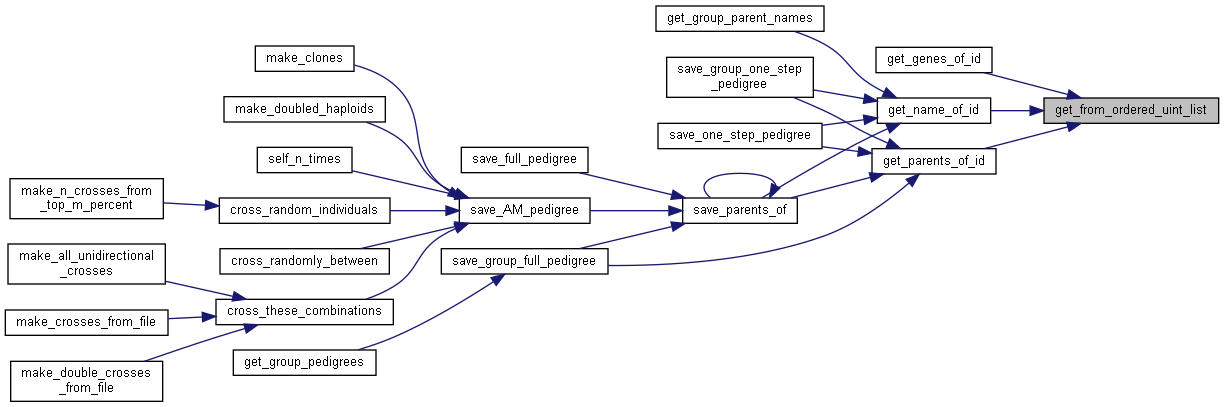 get_group_parent_names
make_clones
get_genes_of_id
save_group_one_step
_pedigree
make_doubled_haploids
get_name_of_id
get_from_ordered_uint_list
save_one_step_pedigree
self_n_times
save_full_pedigree
get_parents_of_id
make_n_crosses_from
_top_m_percent
cross_random_individuals
save_AM_pedigree
save_parents_of
make_all_unidirectional
_crosses
cross_randomly_between
save_group_full_pedigree
cross_these_combinations
make_crosses_from_file
get_group_pedigrees
make_double_crosses
_from_file